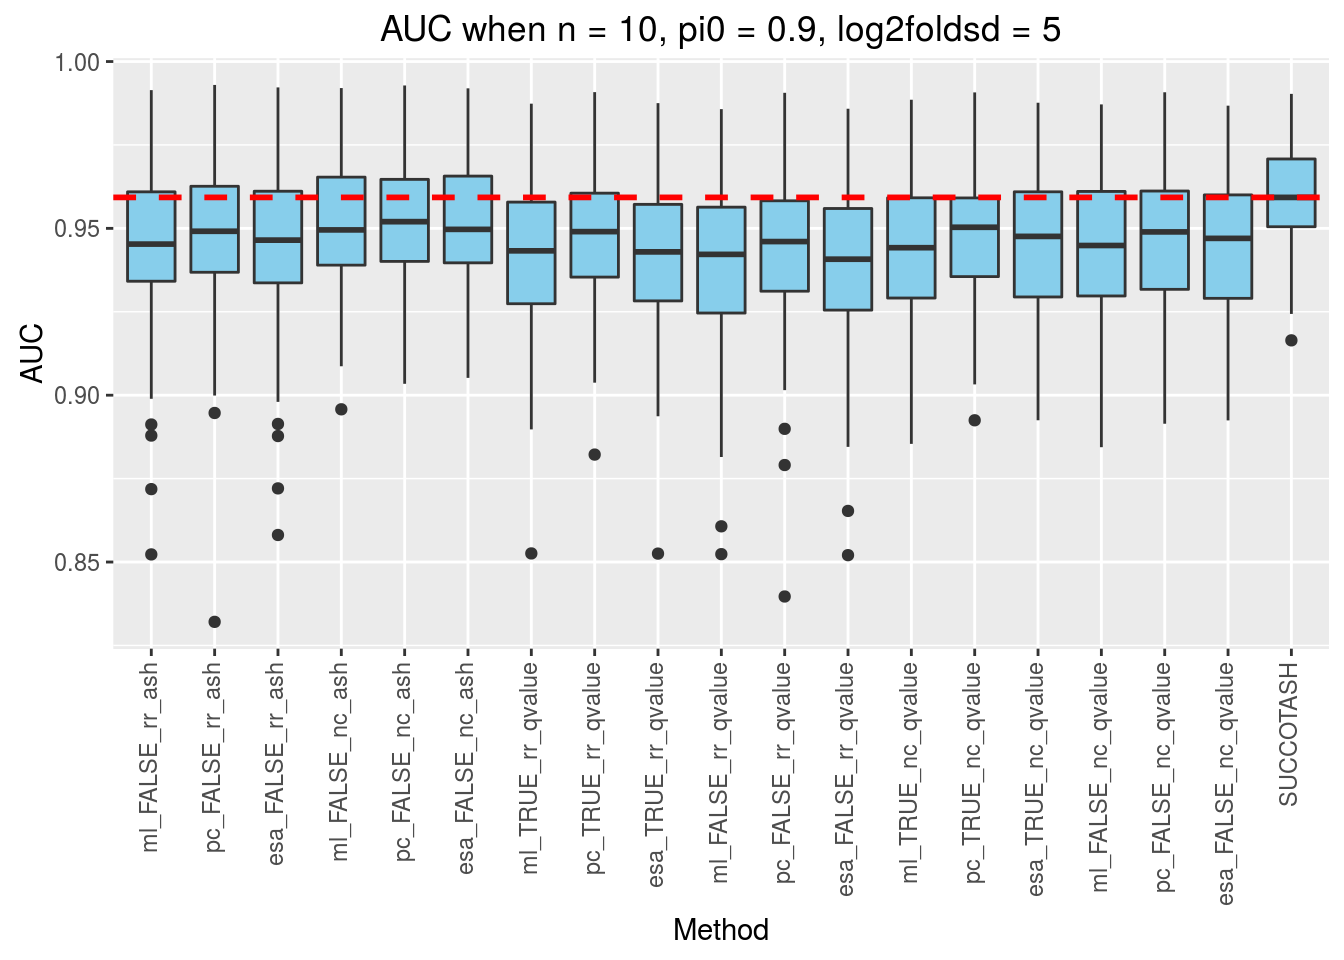 AUC when n = 10, pi0 = 0.9, log2foldsd = 5
AUC
1.00
0.95
0.90
0.85
ml_FALSE_rr_ash
pc_FALSE_rr_ash
esa_FALSE_rr_ash
ml_FALSE_nc_ash
pc_FALSE_nc_ash
esa_FALSE_nc_ash
ml_TRUE_rr_qvalue
pc_TRUE_rr_qvalue
esa_TRUE_rr_qvalue
ml_FALSE_rr_qvalue
pc_FALSE_rr_qvalue
esa_FALSE_rr_qvalue
ml_TRUE_nc_qvalue
pc_TRUE_nc_qvalue
esa_TRUE_nc_qvalue
ml_FALSE_nc_qvalue
pc_FALSE_nc_qvalue
esa_FALSE_nc_qvalue
SUCCOTASH
Method